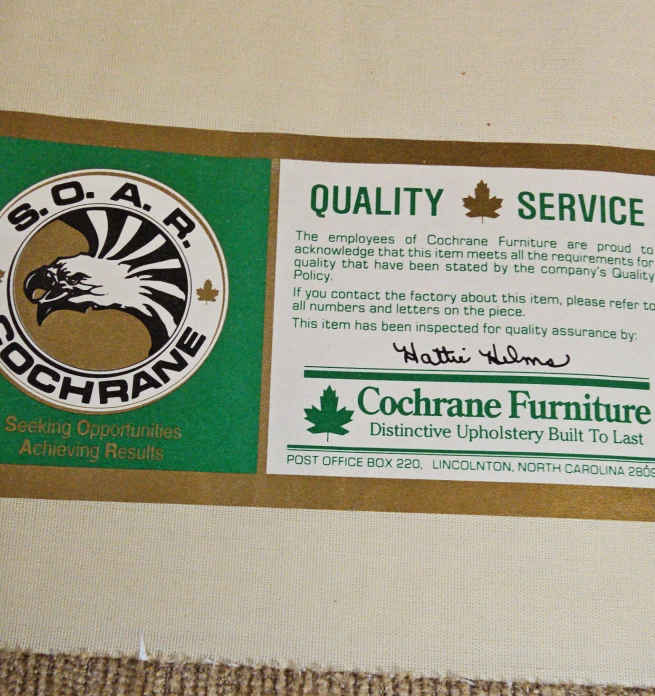 S.O.A.R.
COCHRANE
Seeking Opportunities
Achieving Results
QUALITY SERVICE
The employees of Cochrane Furniture are proud to
acknowledge that this item meets all the requirements for
quality that have been stated by the company's Quality
Policy.
If you contact the factory about this item, please refer to
all numbers and letters on the piece.
This item has been inspected for quality assurance by:
Hattie Helms
Cochrane Furniture
Distinctive Upholstery Built To Last
POST OFFICE BOX 220, LINCOLNTON, NORTH CAROLINA